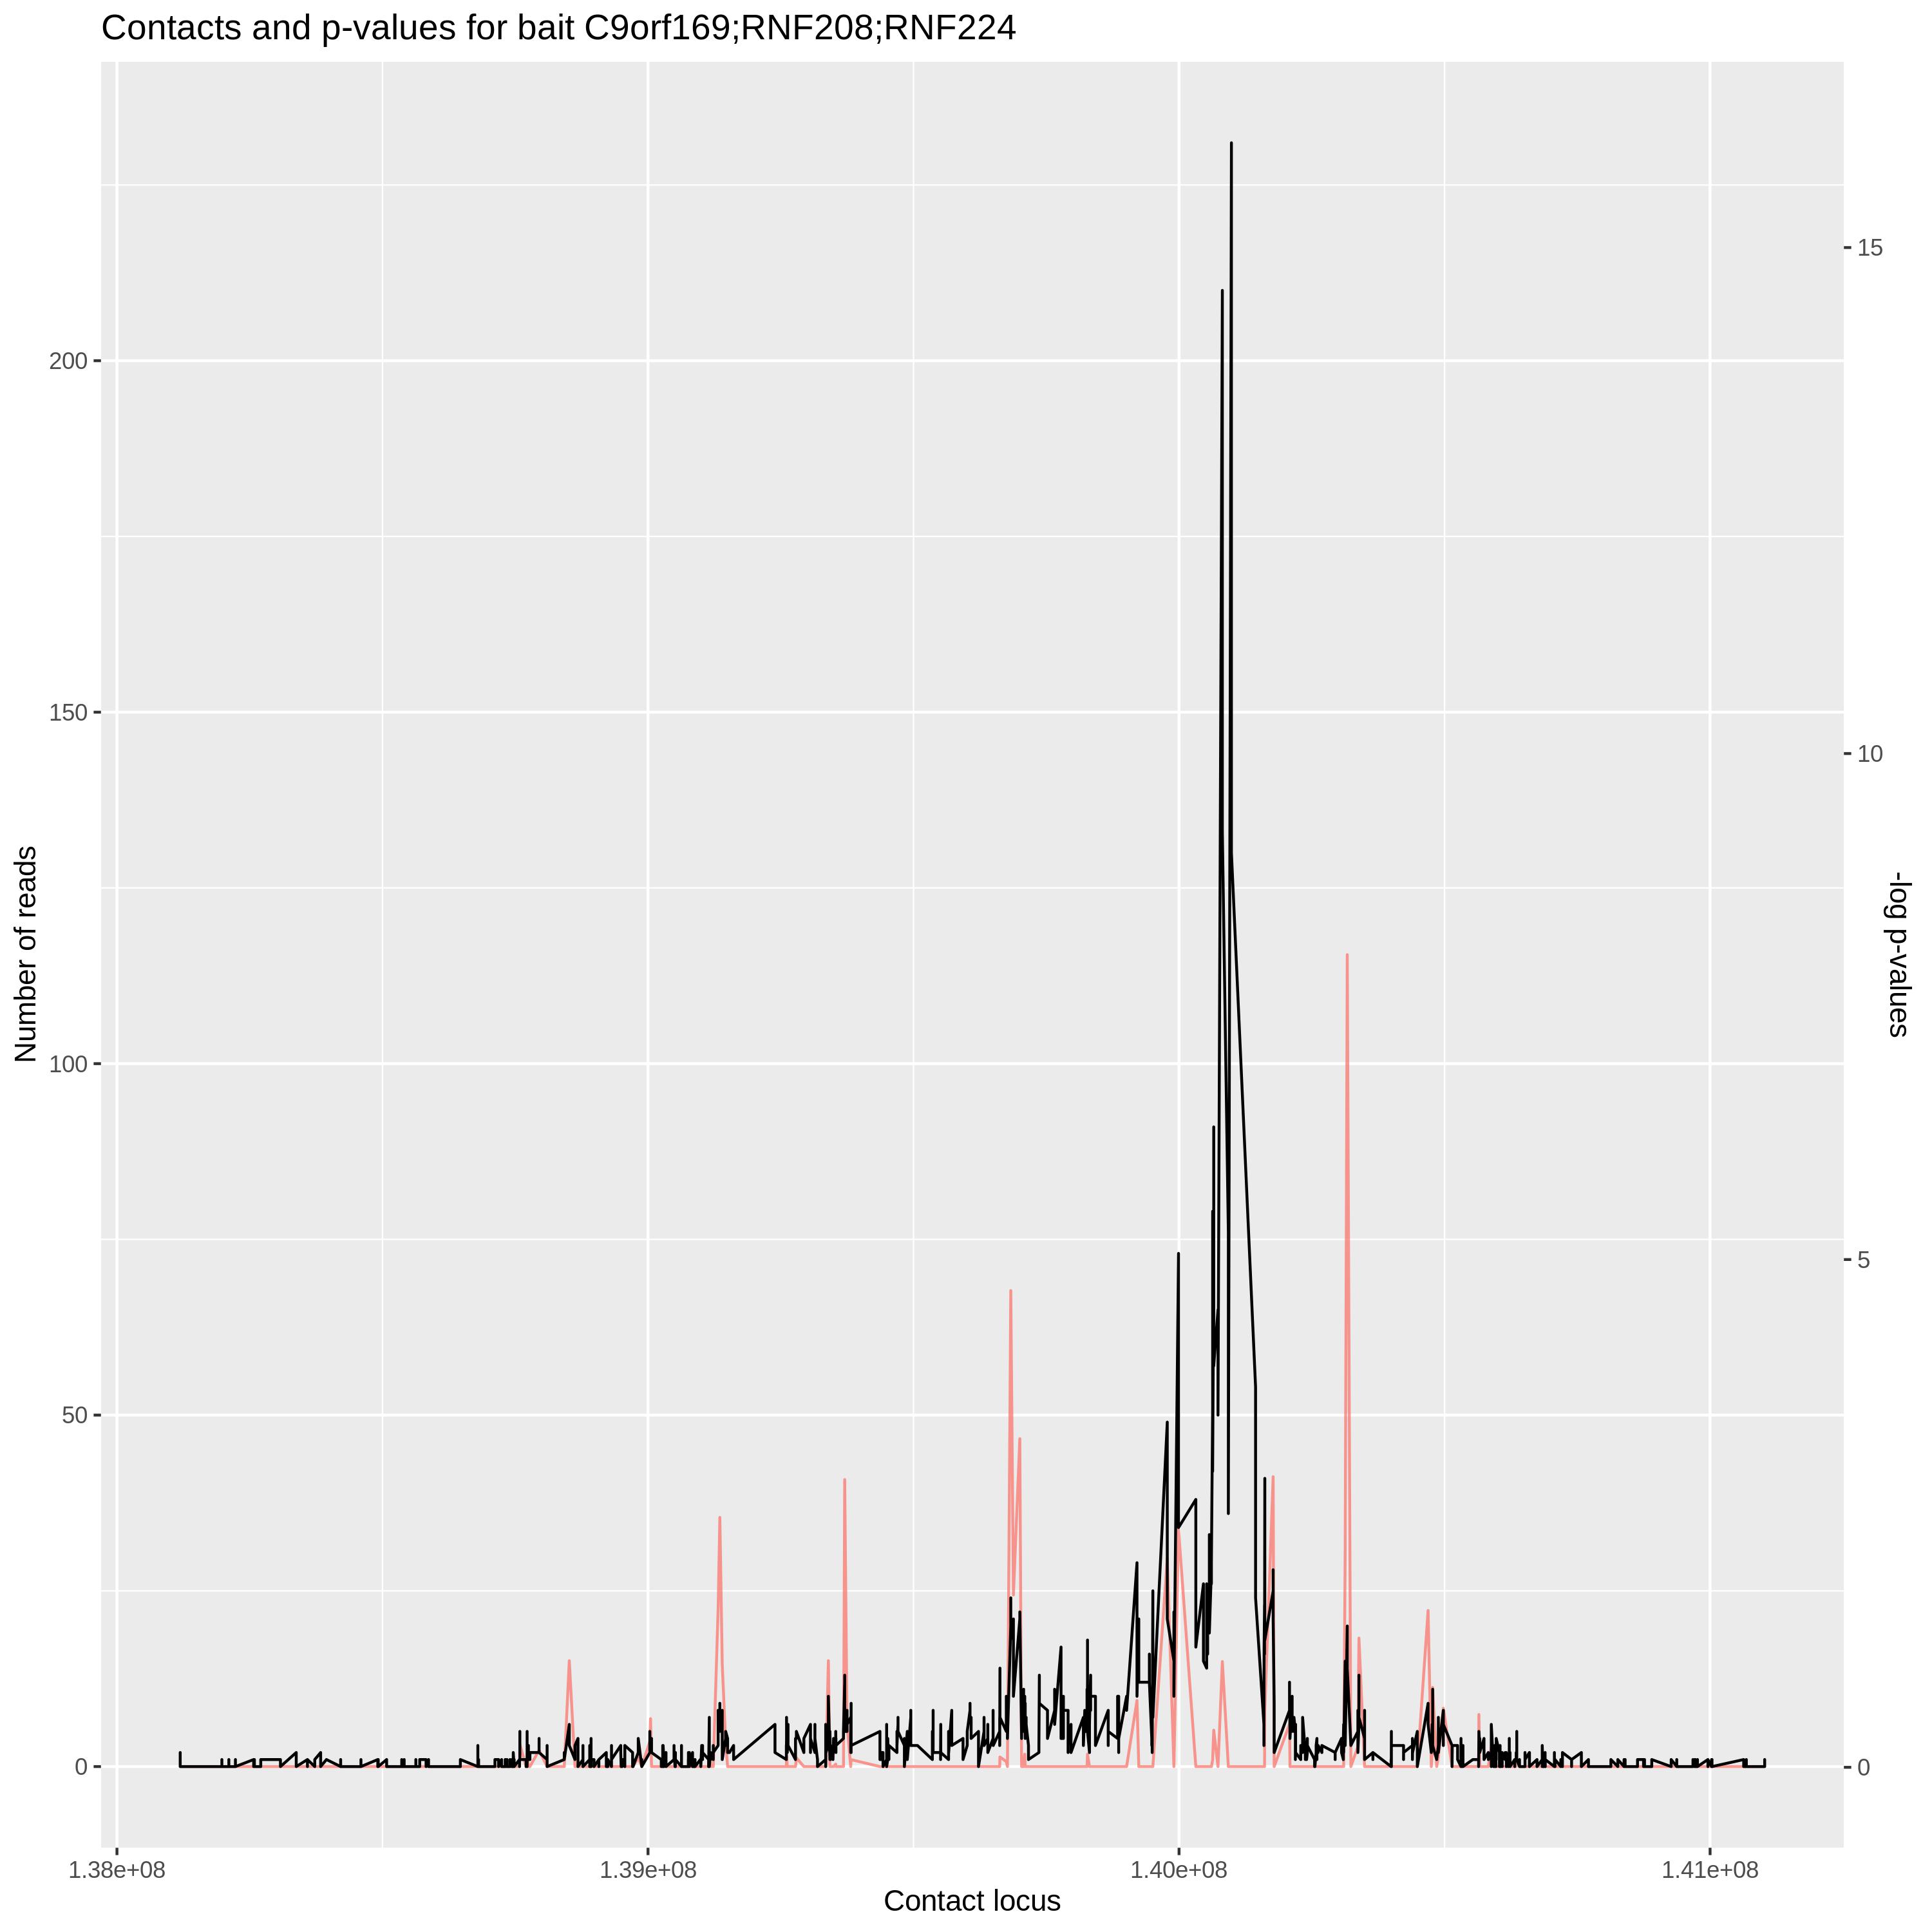 Contacts and p-values for bait C9orf169;RNF208;RNF224
Number of reads
200
150
100
50
0
15
10
5
0
-log p-values
1.38e+08 1.39e+08 1.40e+08 1.41e+08
Contact locus